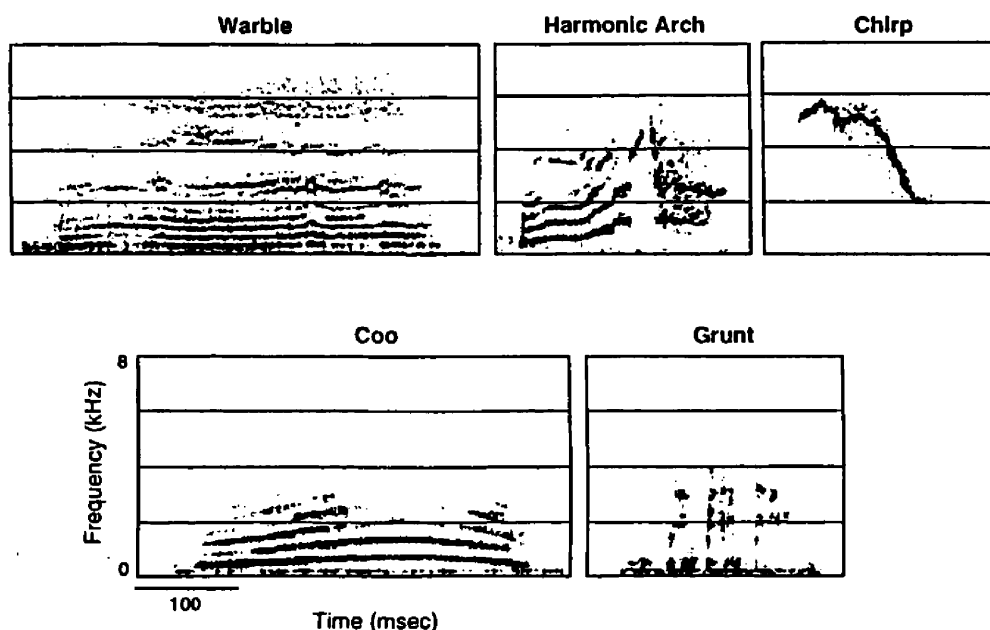 Warble
Harmonic Arch
Chirp
Coo
Grunt
8
Frequency (kHz)
0
100
Time (msec)